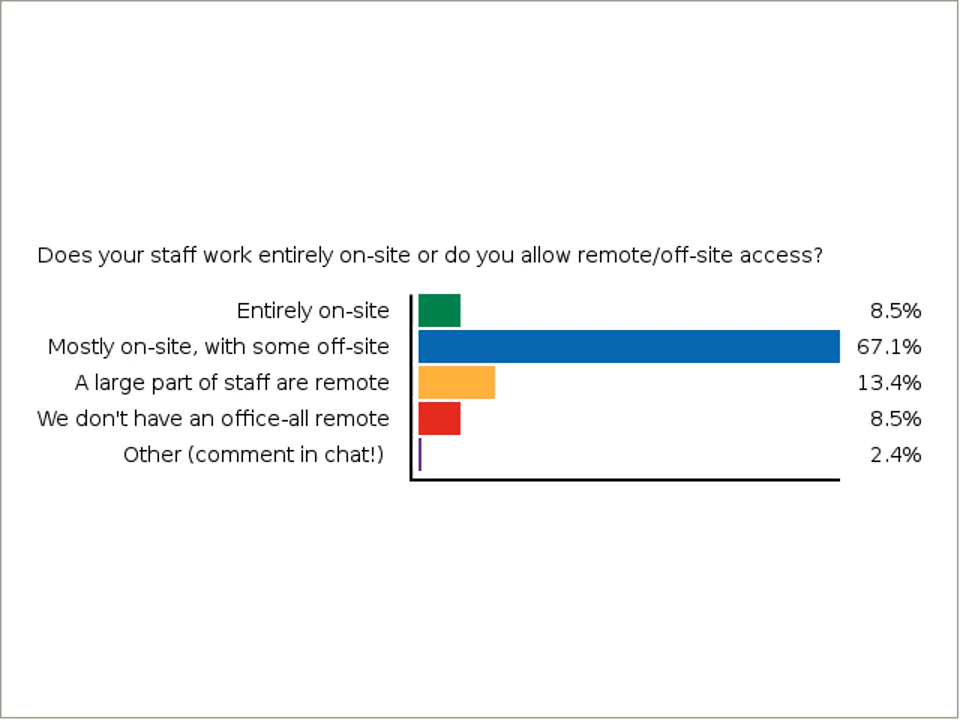 Does your staff work entirely on-site or do you allow remote/off-site access?
Entirely on-site 8.5%
Mostly on-site, with some off-site 67.1%
A large part of staff are remote 13.4%
We don't have an office-all remote 8.5%
Other (comment in chat!) 2.4%